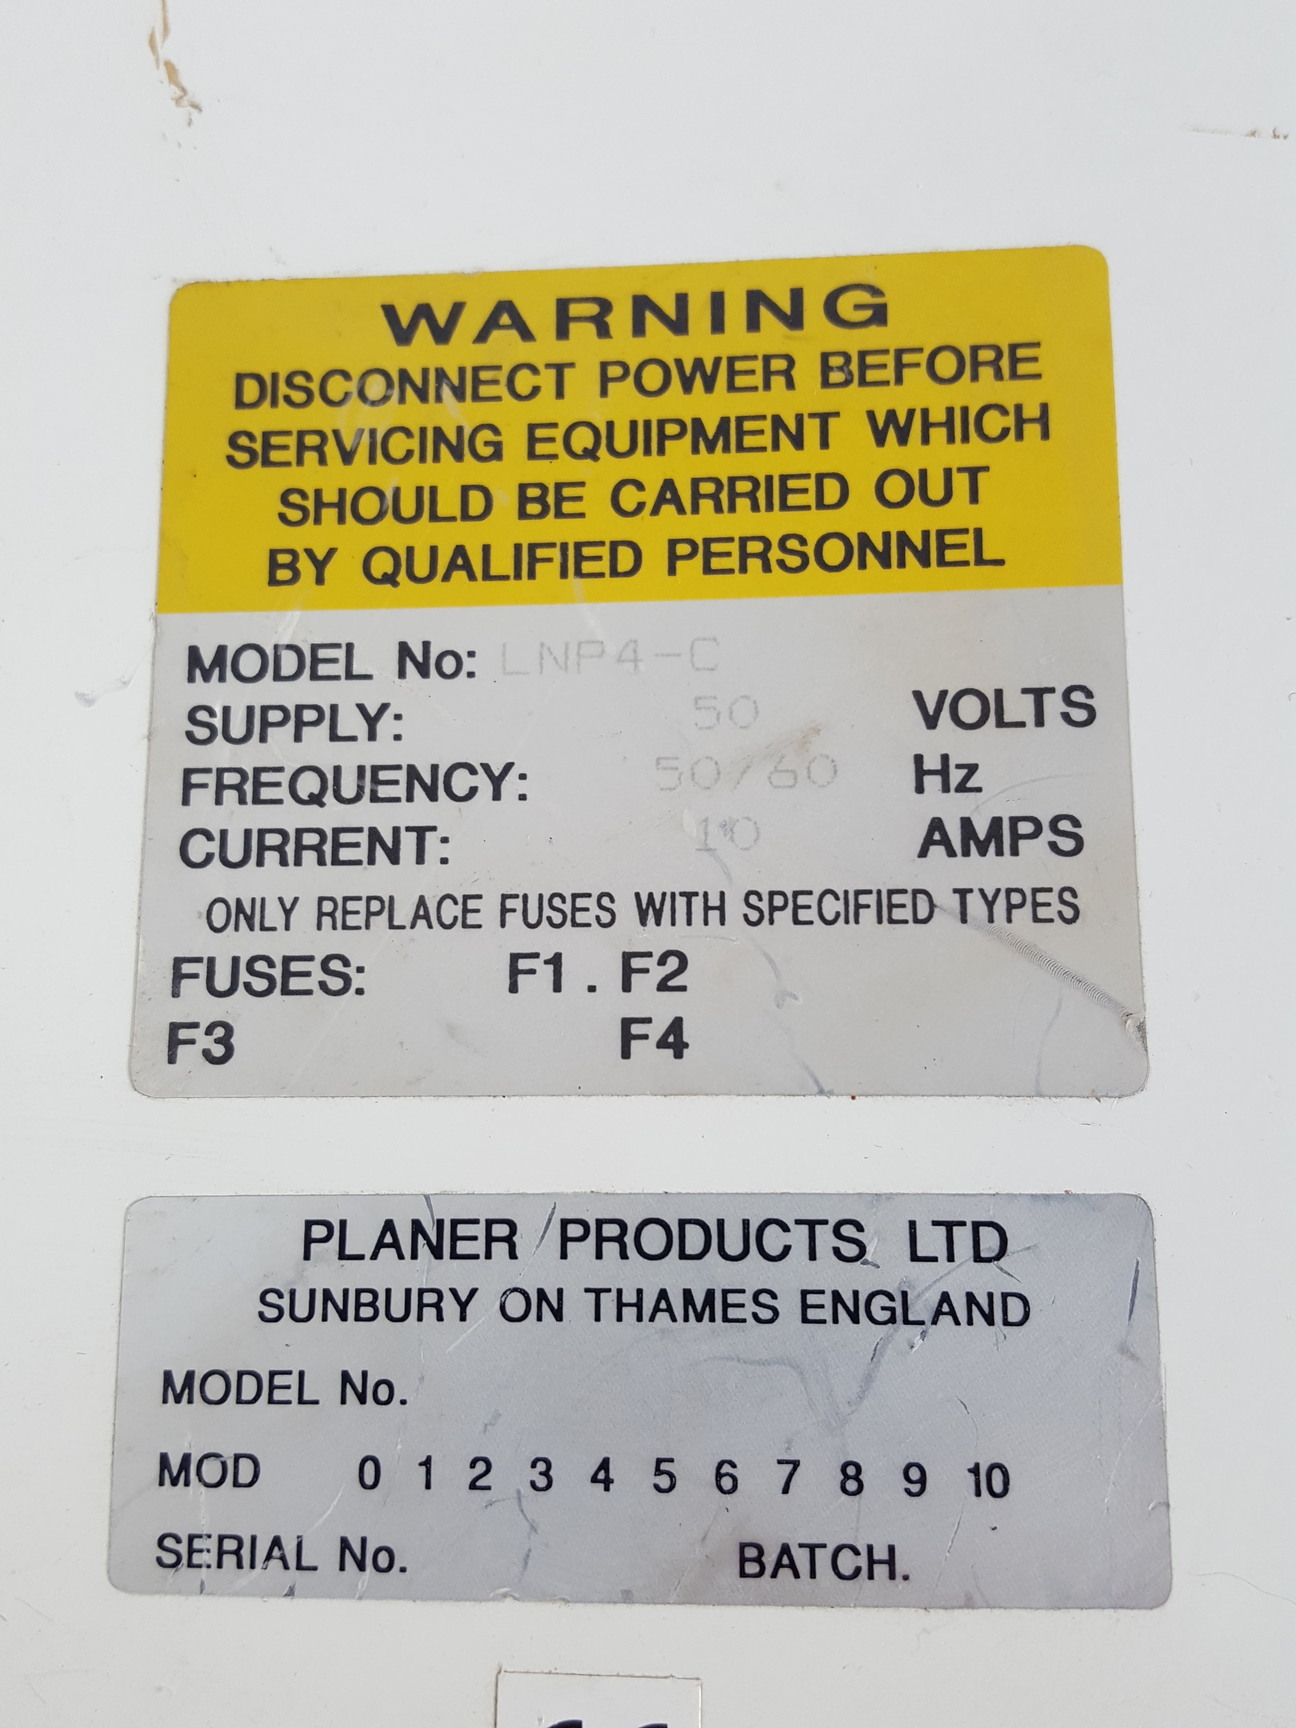 WARNING
DISCONNECT POWER BEFORE
SERVICING EQUIPMENT WHICH
SHOULD BE CARRIED OUT
BY QUALIFIED PERSONNEL
MODEL No: LNP4-C
SUPPLY: 50 VOLTS
FREQUENCY: 50/60 Hz
CURRENT: 10 AMPS
ONLY REPLACE FUSES WITH SPECIFIED TYPES
FUSES: F1 . F2
F3 F4
PLANER PRODUCTS LTD
SUNBURY ON THAMES ENGLAND
MODEL No.
MOD 0 1 2 3 4 5 6 7 8 9 10
SERIAL No. BATCH.